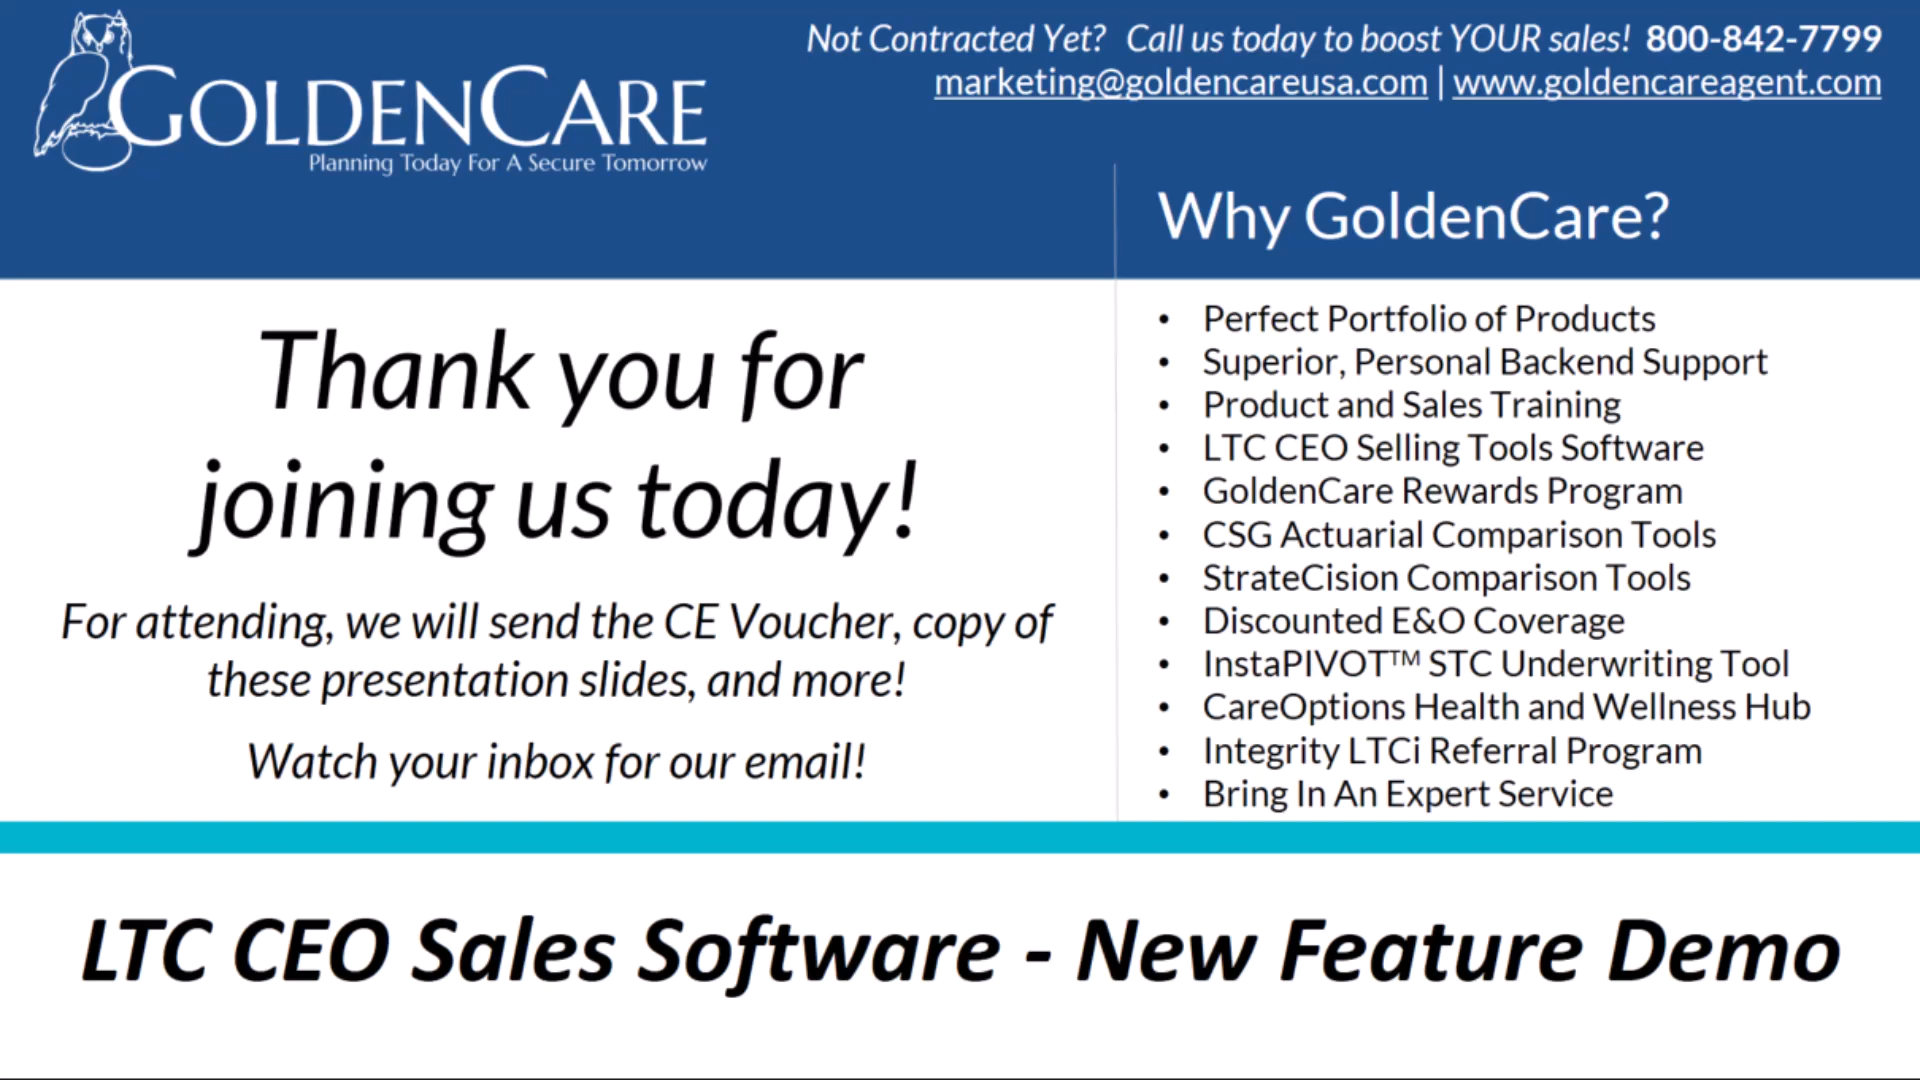 GOLDENCARE
Planning Today For A Secure Tomorrow
Not Contracted Yet? Call us today to boost YOUR sales! 800-842-7799
marketing@goldencareusa.com | www.goldencareagent.com
Why GoldenCare?
Thank you for
joining us today!
For attending, we will send the CE Voucher, copy of
these presentation slides, and more!
Watch your inbox for our email!
• Perfect Portfolio of Products
• Superior, Personal Backend Support
• Product and Sales Training
• LTC CEO Selling Tools Software
• GoldenCare Rewards Program
• CSG Actuarial Comparison Tools
• StrateCision Comparison Tools
• Discounted E&O Coverage
• InstaPIVOT™ STC Underwriting Tool
• CareOptions Health and Wellness Hub
• Integrity LTCi Referral Program
• Bring In An Expert Service
LTC CEO Sales Software - New Feature Demo